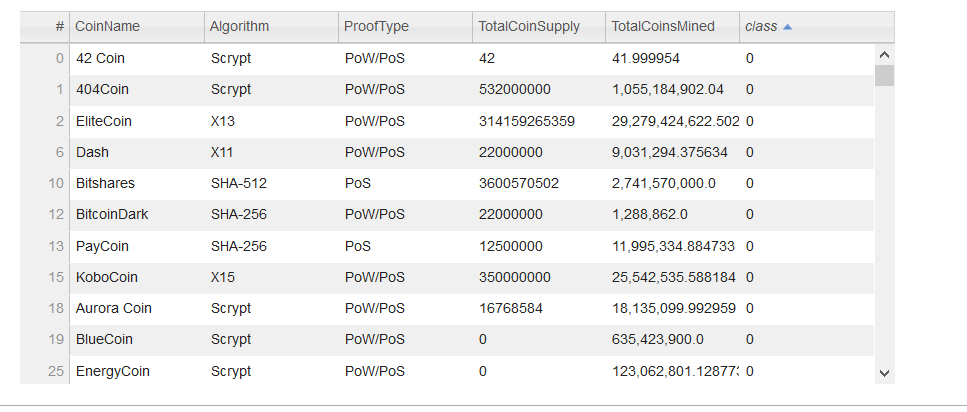 # CoinName Algorithm ProofType TotalCoinSupply TotalCoinsMined class
0 42 Coin Scrypt PoW/PoS 42 41.999954 0
1 404Coin Scrypt PoW/PoS 532000000 1,055,184,902.04 0
2 EliteCoin X13 PoW/PoS 314159265359 29,279,424,622.502 0
6 Dash X11 PoW/PoS 22000000 9,031,294.375634 0
10 Bitshares SHA-512 PoS 3600570502 2,741,570,000.0 0
12 BitcoinDark SHA-256 PoW/PoS 22000000 1,288,862.0 0
13 PayCoin SHA-256 PoS 12500000 11,995,334.884733 0
15 KoboCoin X15 PoW/PoS 350000000 25,542,535.588184 0
18 Aurora Coin Scrypt PoW/PoS 16768584 18,135,099.992959 0
19 BlueCoin Scrypt PoW/PoS 0 635,423,900.0 0
25 EnergyCoin Scrypt PoW/PoS 0 123,062,801.12877 0